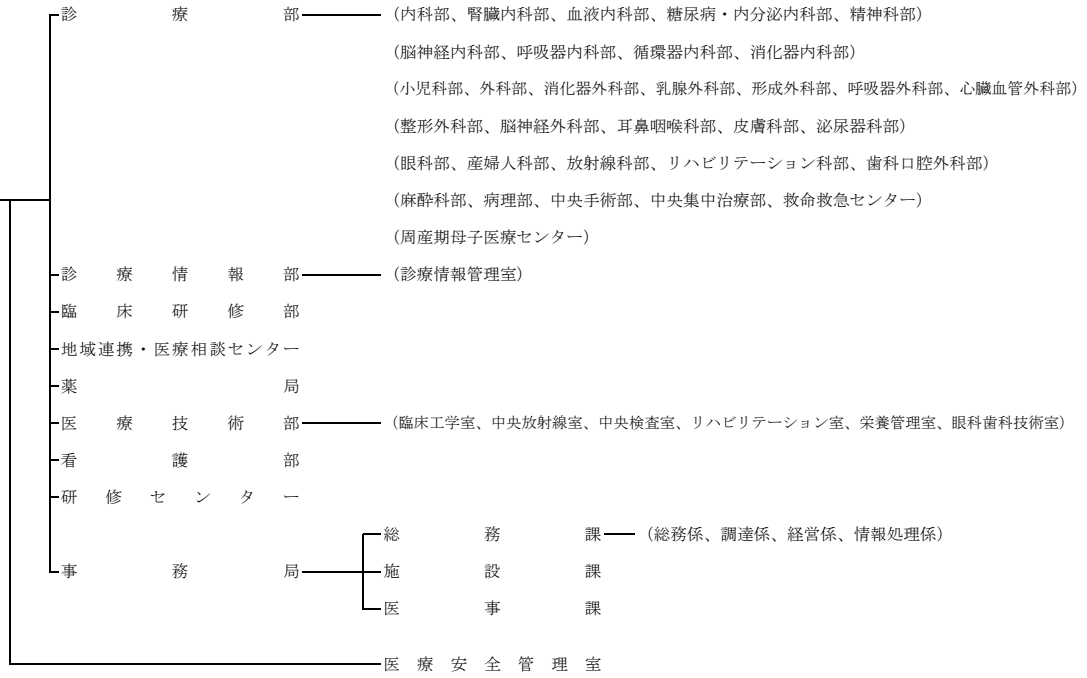 診療部 (内科部、腎臓内科部、血液内科部、糖尿病・内分泌内科部、精神科部)
(脳神経内科部、呼吸器内科部、循環器内科部、消化器内科部)
(小児科部、外科部、消化器外科部、乳腺外科部、形成外科部、呼吸器外科部、心臓血管外科部)
(整形外科部、脳神経外科部、耳鼻咽喉科部、皮膚科部、泌尿器科部)
(眼科部、産婦人科部、放射線科部、リハビリテーション科部、歯科口腔外科部)
(麻酔科部、病理部、中央手術部、中央集中治療部、救命救急センター)
(周産期母子医療センター)
診療情報部 (診療情報管理室)
臨床研修部
地域連携・医療相談センター
薬局
医療技術部 (臨床工学室、中央放射線室、中央検査室、リハビリテーション室、栄養管理室、眼科歯科技術室)
看護部
研修センター
総務課 (総務係、調達係、経営係、情報処理係)
事務局 施設課
医事課
医療安全管理室